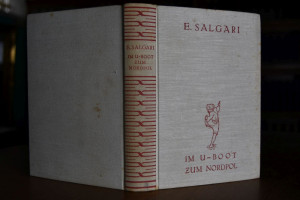 E. SALGARI
IM U-BOOT
ZUM
NORDPOL
E. SALGARI
IM U-BOOT
ZUM NORDPOL